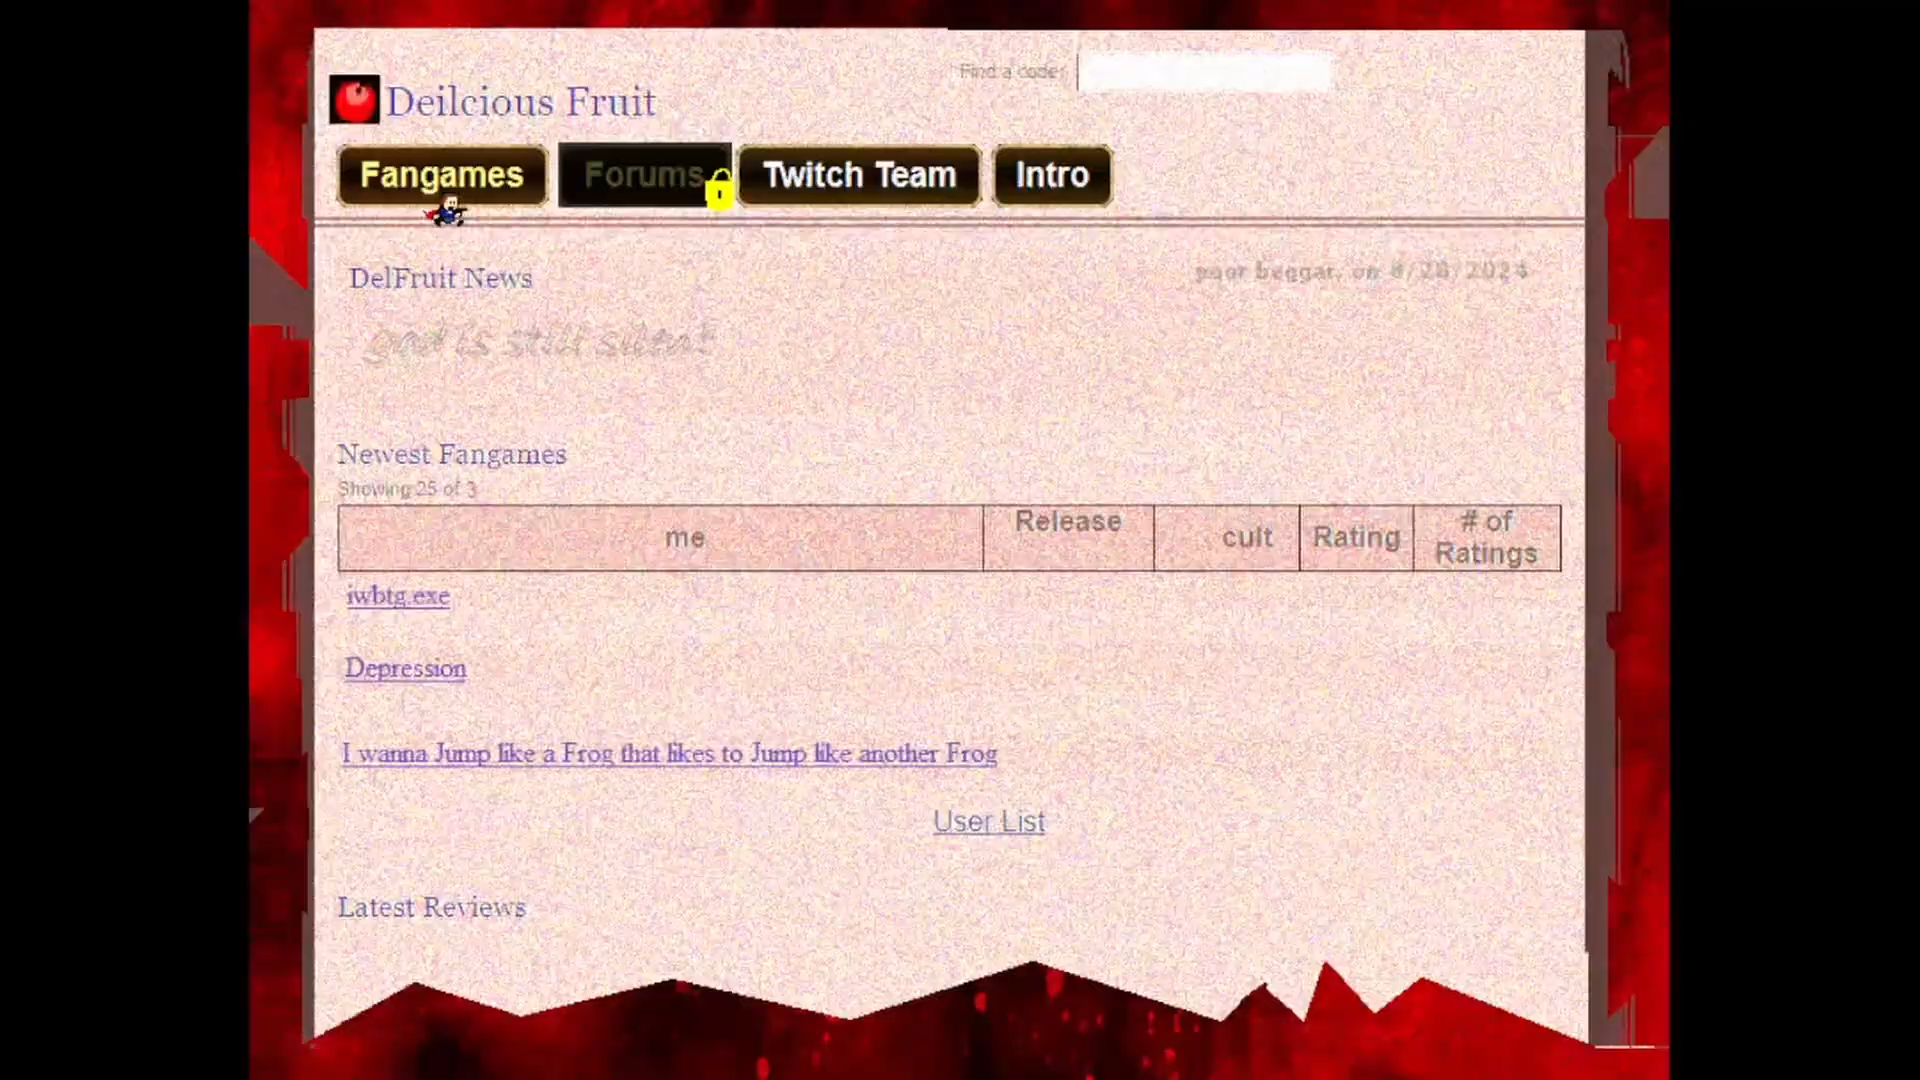 Find a code:
Deilcious Fruit
Fangames
Forums
Twitch Team
Intro
DelFruit News
poor beggar, on 8/28/2024
god is still silent
Newest Fangames
Showing 25 of 3
me
Release
cult
Rating
# of
Ratings
iwbtg.exe
Depression
I wanna Jump like a Frog that likes to Jump like another Frog
User List
Latest Reviews